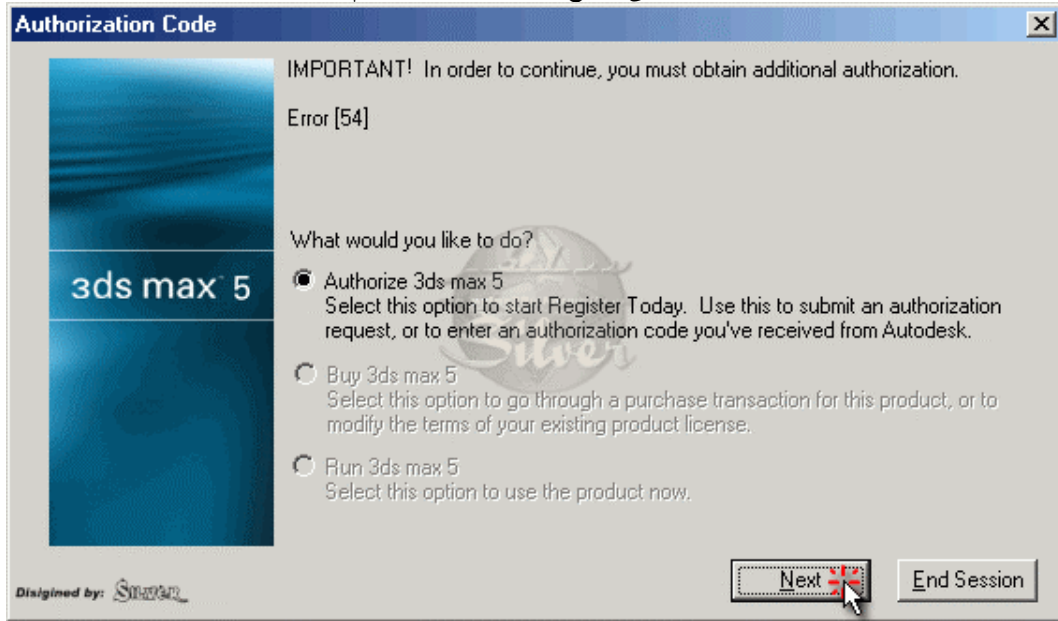 Authorization Code
IMPORTANT! In order to continue, you must obtain additional authorization.
Error [54]
What would you like to do?
3ds max 5
Authorize 3ds max 5
Select this option to start Register Today. Use this to submit an authorization
request, or to enter an authorization code you've received from Autodesk.
Silver
Buy 3ds max 5
Select this option to go through a purchase transaction for this product, or to
modify the terms of your existing product license.
Run 3ds max 5
Select this option to use the product now.
Next
End Session
Disigined by: Silver